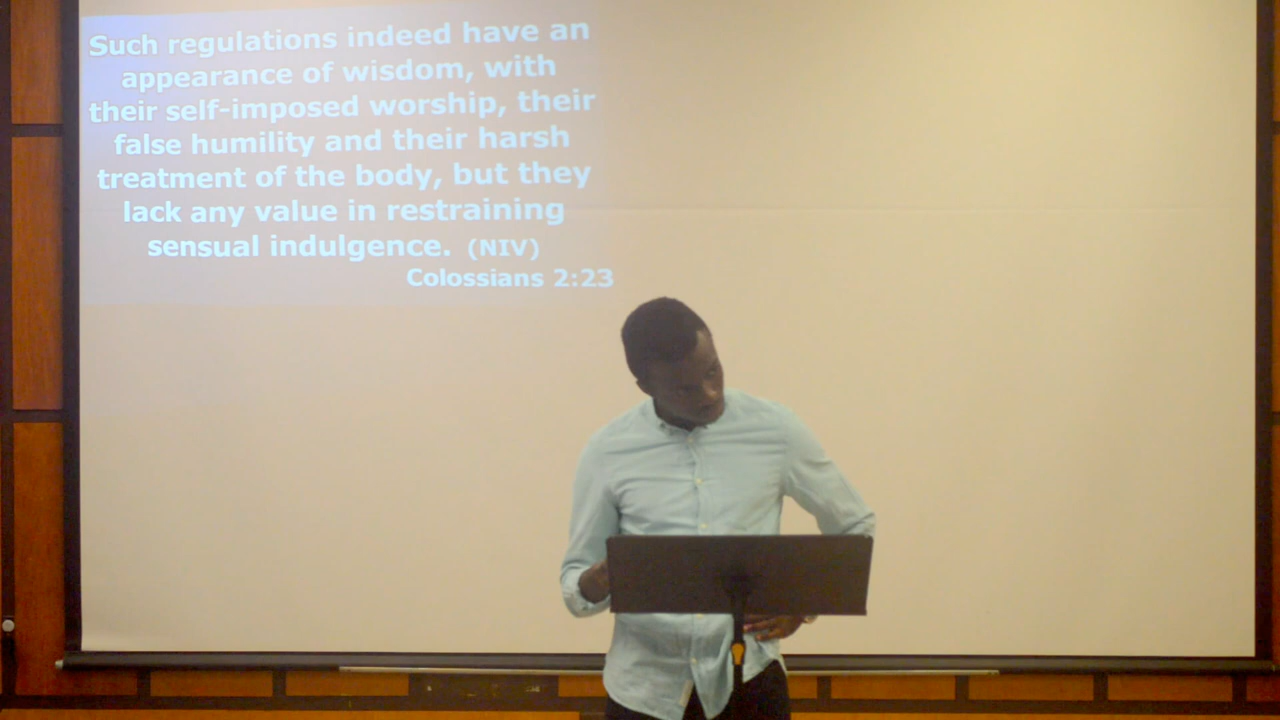 Such regulations indeed have an
appearance of wisdom, with
their self-imposed worship, their
false humility and their harsh
treatment of the body, but they
lack any value in restraining
sensual indulgence. (NIV)
Colossians 2:23